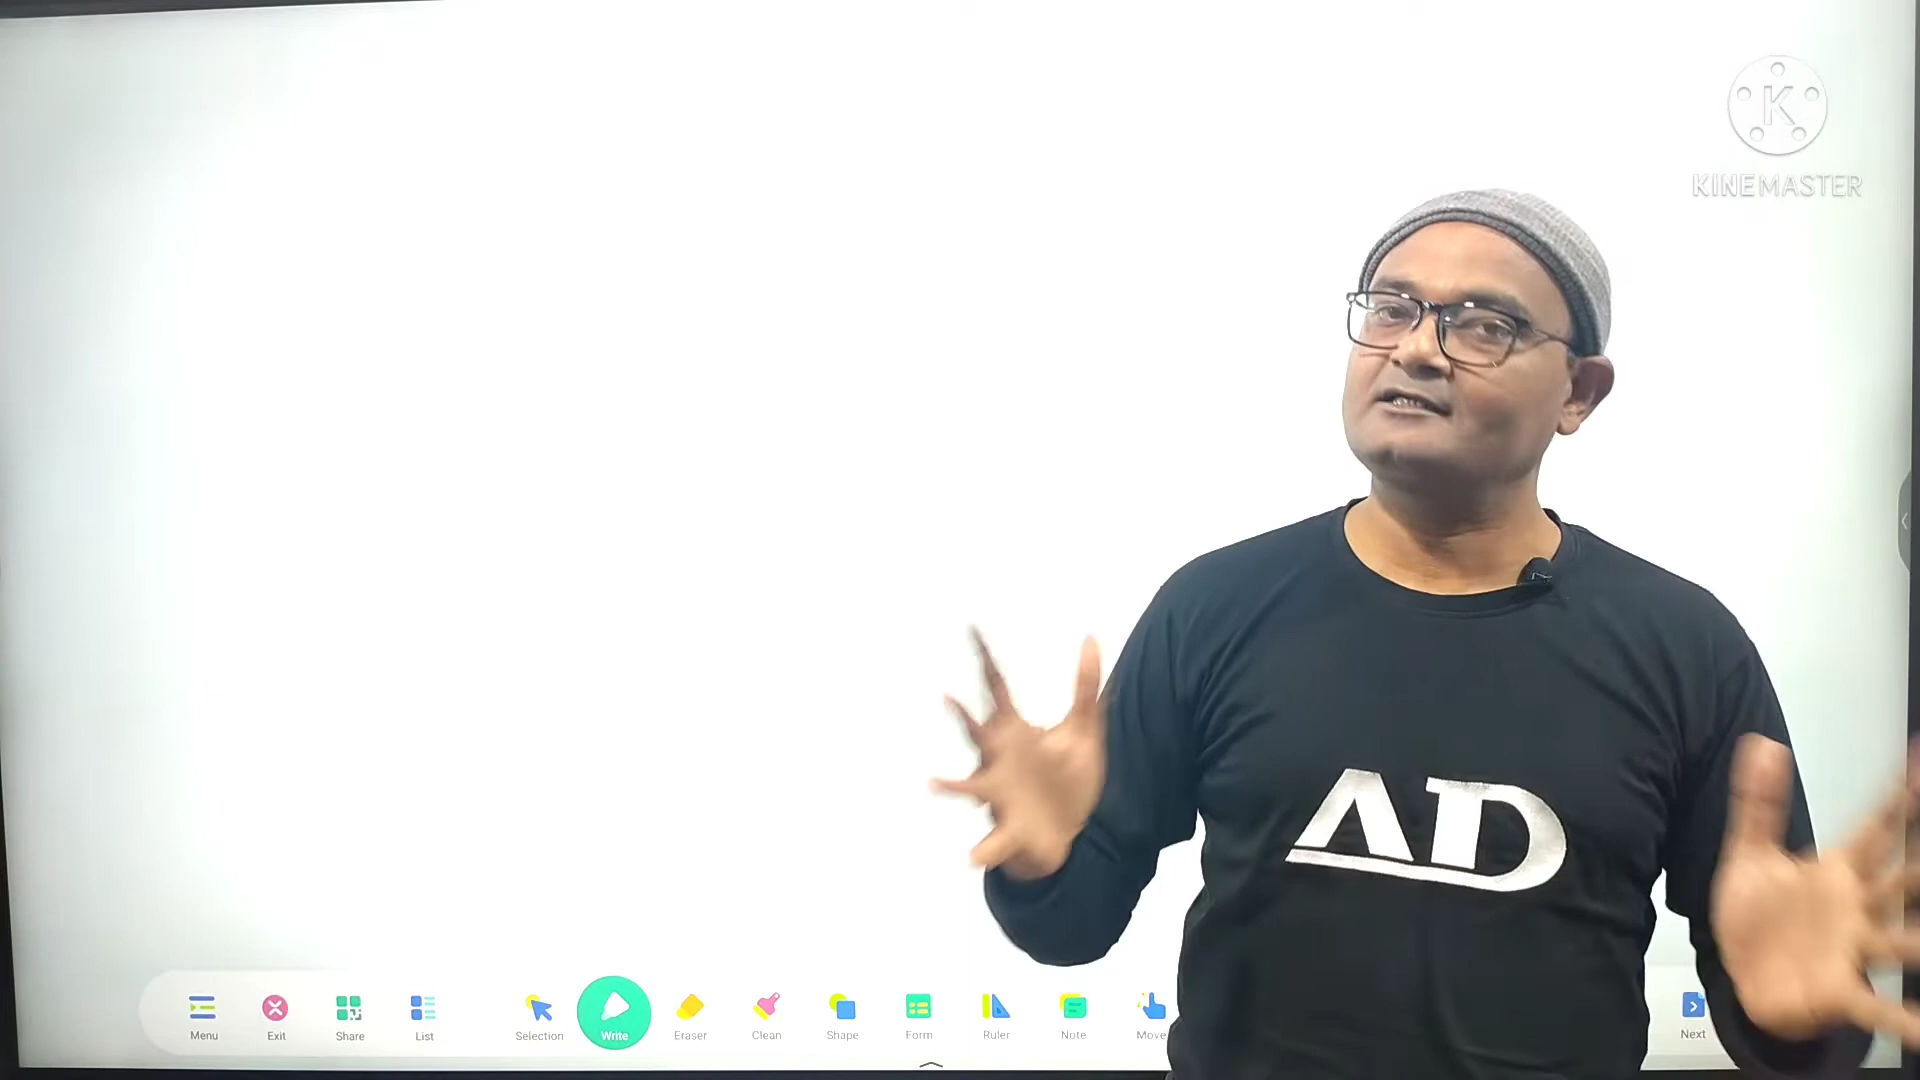 K
KINEMASTER
AD
Menu Exit Share List Selection Write Eraser Clean Shape Form Ruler Note Move Next